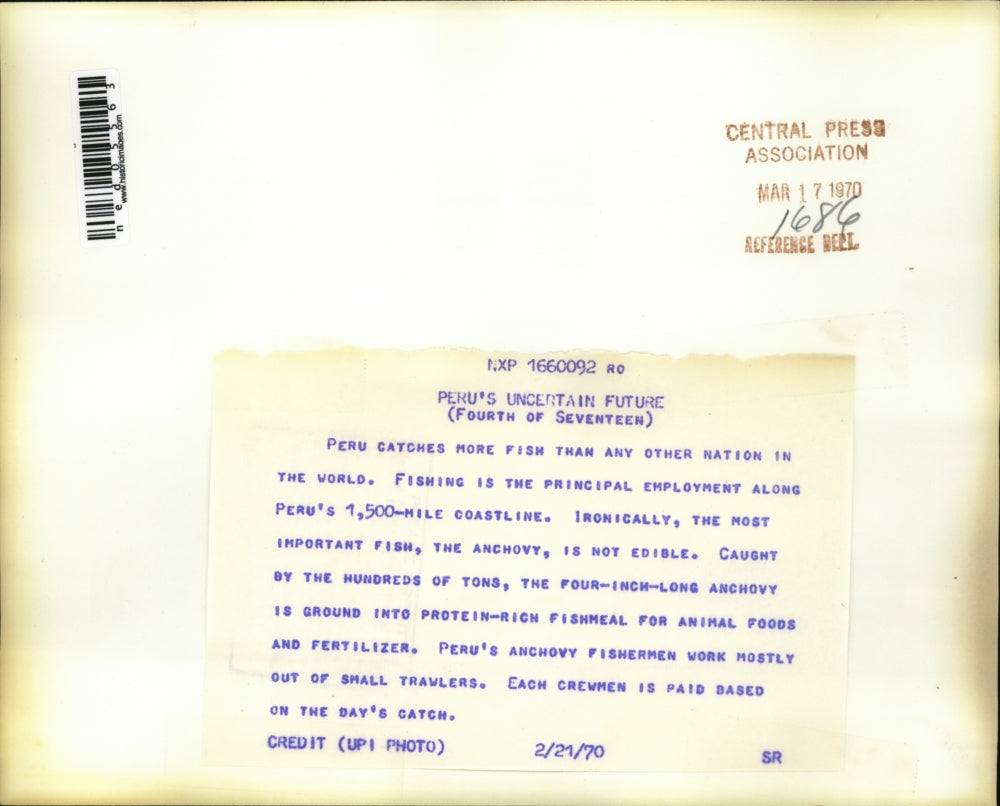 ned05563
www.historicimages.com
CENTRAL PRESS
ASSOCIATION
MAR 17 1970
1686
REFERENCE DEPT.
NXP 1660092 RO
PERU'S UNCERTAIN FUTURE
(FOURTH OF SEVENTEEN)
PERU CATCHES MORE FISH THAN ANY OTHER NATION IN
THE WORLD. FISHING IS THE PRINCIPAL EMPLOYMENT ALONG
PERU'S 1,500-MILE COASTLINE. IRONICALLY, THE MOST
IMPORTANT FISH, THE ANCHOVY, IS NOT EDIBLE. CAUGHT
BY THE HUNDREDS OF TONS, THE FOUR-INCH-LONG ANCHOVY
IS GROUND INTO PROTEIN-RICH FISHMEAL FOR ANIMAL FOODS
AND FERTILIZER. PERU'S ANCHOVY FISHERMEN WORK MOSTLY
OUT OF SMALL TRAWLERS. EACH CREWMEN IS PAID BASED
ON THE DAY'S CATCH.
CREDIT (UPI PHOTO) 2/21/70 SR